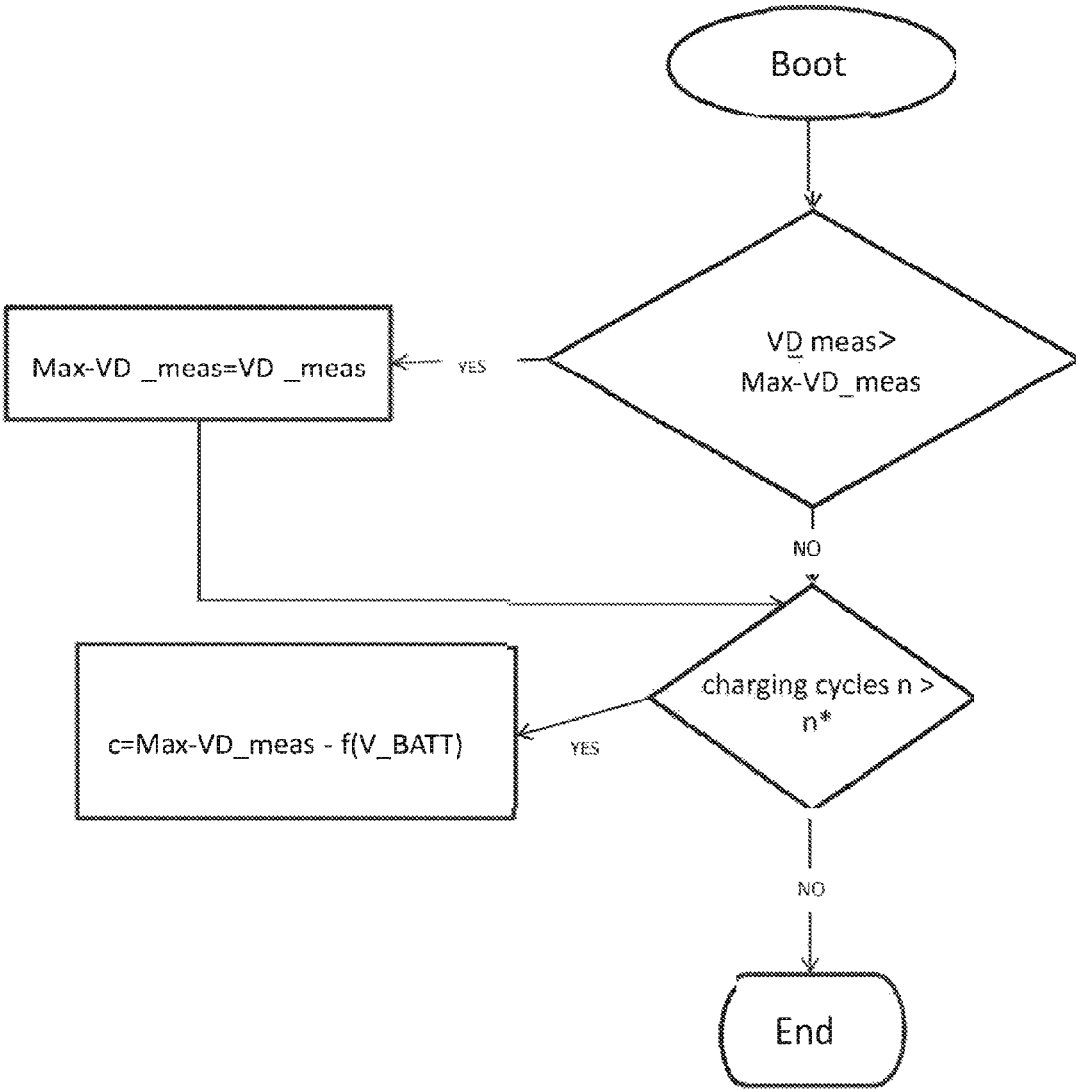 Boot
VD meas>
Max-VD_meas
YES
Max-VD _meas=VD _meas
NO
charging cycles n >
n*
YES
c=Max-VD_meas - f(V_BATT)
NO
End